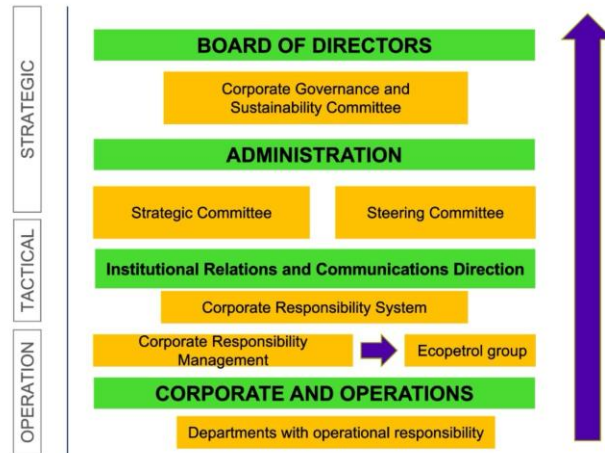 STRATEGIC
BOARD OF DIRECTORS
Corporate Governance and
Sustainability Committee
ADMINISTRATION
Strategic Committee
Steering Committee
TACTICAL
Institutional Relations and Communications Direction
Corporate Responsibility System
OPERATION
Corporate Responsibility
Management
Ecopetrol group
CORPORATE AND OPERATIONS
Departments with operational responsibility